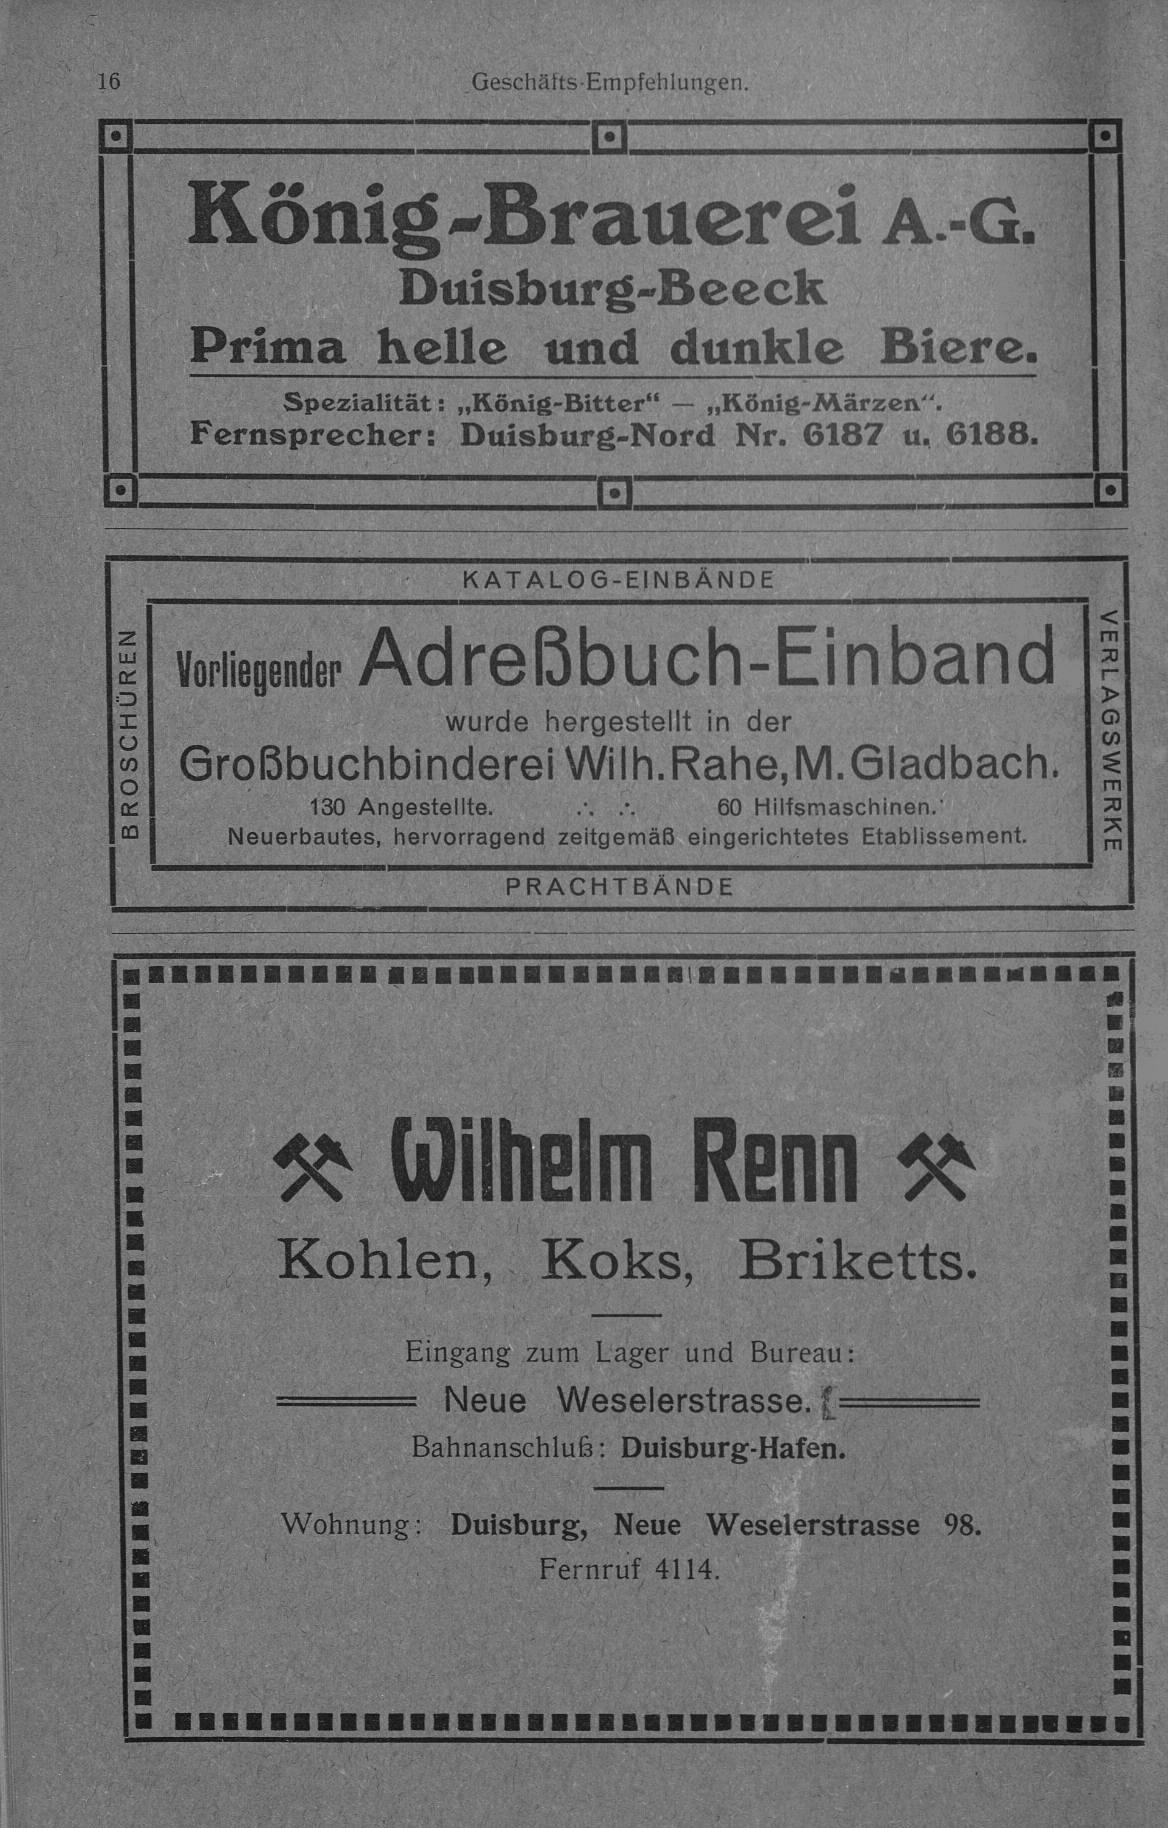 16
Geschäfts-Empfehlungen.
König-Brauerei A.-G.
Duisburg-Beeck
Prima helle und dunkle Biere.
Spezialität: „König-Bitter“ — „König-Märzen“.
Fernsprecher: Duisburg-Nord Nr. 6187 u. 6188.
KATALOG-EINBÄNDE
BROSCHÜREN
Vorliegender Adreßbuch-Einband
wurde hergestellt in der
Großbuchbinderei Wilh. Rahe, M. Gladbach.
130 Angestellte. ∴ ∴ 60 Hilfsmaschinen.
Neuerbautes, hervorragend zeitgemäß eingerichtetes Etablissement.
VERLAGSWERKE
PRACHTBÄNDE
Wilhelm Renn
Kohlen, Koks, Briketts.
Eingang zum Lager und Bureau:
Neue Weselerstrasse.
Bahnanschluß: Duisburg-Hafen.
Wohnung: Duisburg, Neue Weselerstrasse 98.
Fernruf 4114.